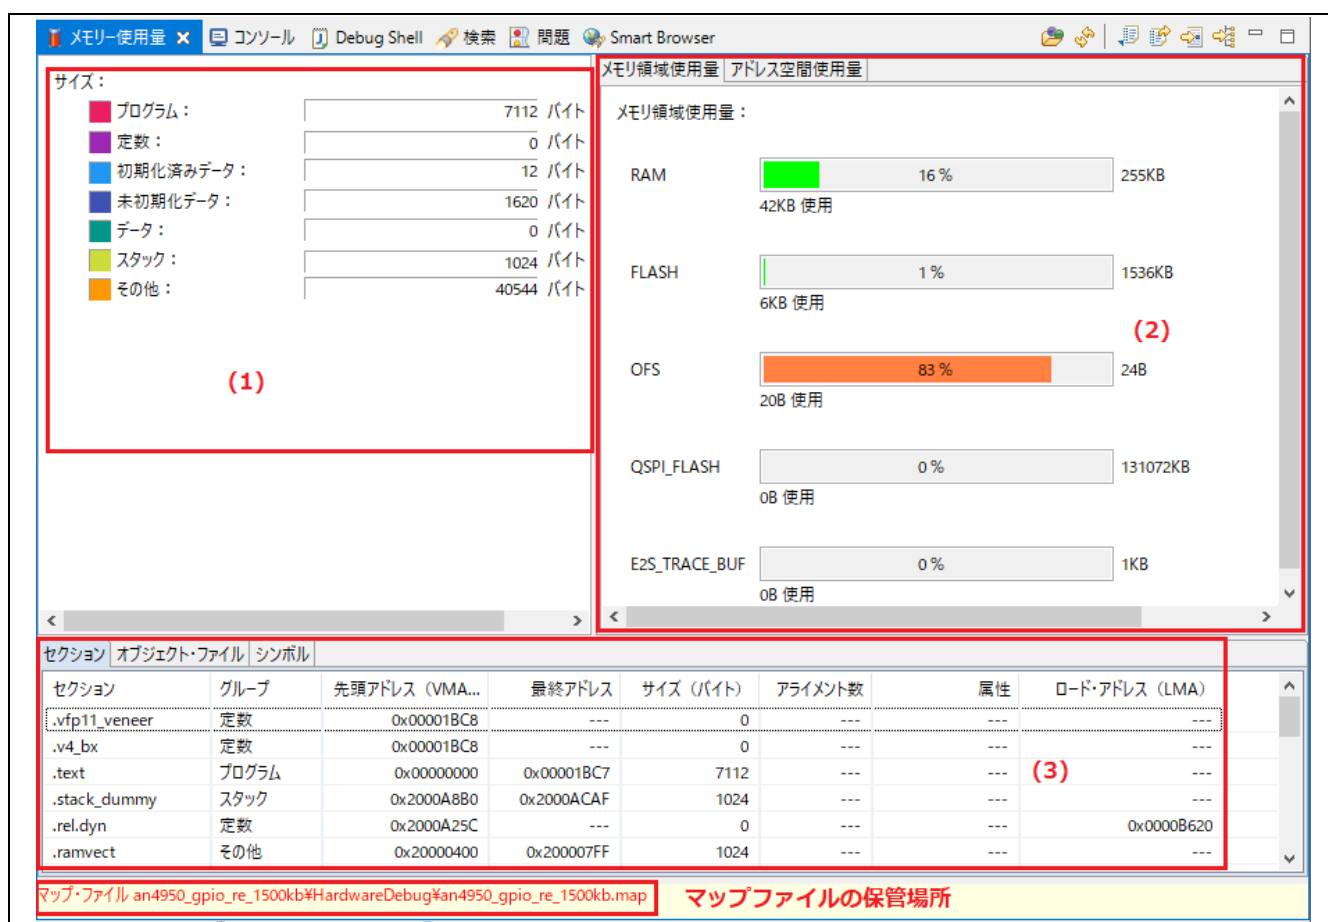 メモリー使用量 コンソール Debug Shell 検索 問題 Smart Browser
サイズ：
プログラム： 7112 バイト
定数： 0 バイト
初期化済みデータ： 12 バイト
未初期化データ： 1620 バイト
データ： 0 バイト
スタック： 1024 バイト
その他： 40544 バイト
(1)
メモリ領域使用量 アドレス空間使用量
メモリ領域使用量：
RAM 16 % 255KB
42KB 使用
FLASH 1 % 1536KB
6KB 使用
(2)
OFS 83 % 24B
20B 使用
QSPI_FLASH 0 % 131072KB
0B 使用
E2S_TRACE_BUF 0 % 1KB
0B 使用
セクション オブジェクト・ファイル シンボル
セクション グループ 先頭アドレス（VMA... 最終アドレス サイズ（バイト） アライメント数 属性 ロード・アドレス（LMA）
.vfp11_veneer 定数 0x00001BC8 --- 0 --- --- ---
.v4_bx 定数 0x00001BC8 --- 0 --- --- ---
.text プログラム 0x00000000 0x00001BC7 7112 --- --- (3) ---
.stack_dummy スタック 0x2000A8B0 0x2000ACAF 1024 --- --- ---
.rel.dyn 定数 0x2000A25C --- 0 --- --- 0x0000B620
.ramvect その他 0x20000400 0x200007FF 1024 --- --- ---
マップ・ファイル an4950_gpio_re_1500kb¥HardwareDebug¥an4950_gpio_re_1500kb.map マップファイルの保管場所